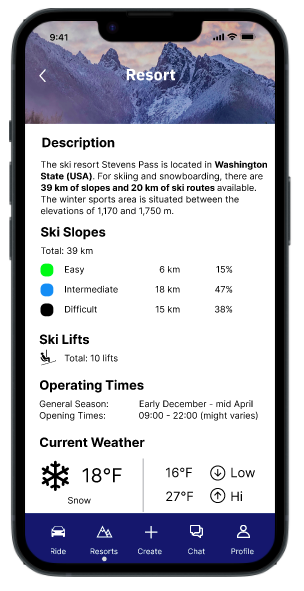 9:41
Resort
Description
The ski resort Stevens Pass is located in Washington
State (USA). For skiing and snowboarding, there are
39 km of slopes and 20 km of ski routes available.
The winter sports area is situated between the
elevations of 1,170 and 1,750 m.
Ski Slopes
Total: 39 km
Easy 6 km 15%
Intermediate 18 km 47%
Difficult 15 km 38%
Ski Lifts
Total: 10 lifts
Operating Times
General Season: Early December - mid April
Opening Times: 09:00 - 22:00 (might varies)
Current Weather
18°F
Snow
16°F Low
27°F Hi
Ride Resorts Create Chat Profile